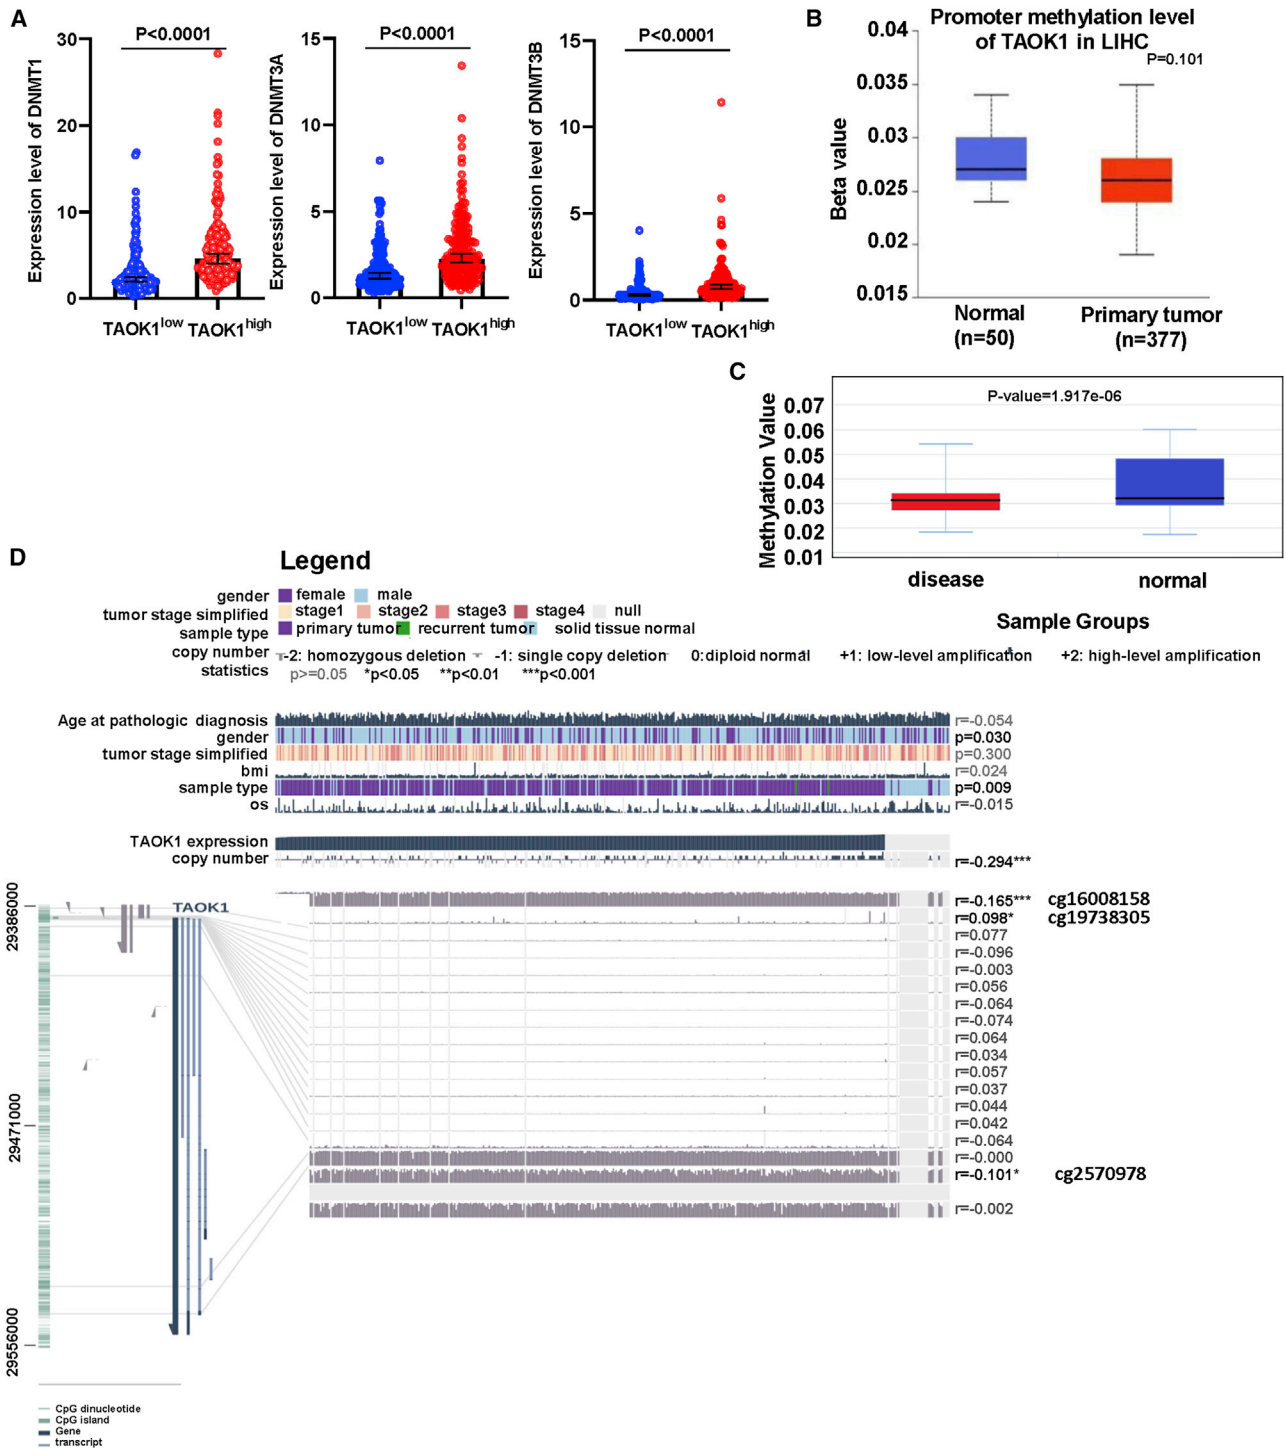 A
P<0.0001
Expression level of DNMT1
30
20
10
0
TAOK1low TAOK1high
P<0.0001
Expression level of DNMT3A
15
10
5
0
TAOK1low TAOK1high
P<0.0001
Expression level of DNMT3B
15
10
5
0
TAOK1low TAOK1high
B
Promoter methylation level
of TAOK1 in LIHC
P=0.101
Beta value
0.04
0.035
0.03
0.025
0.02
0.015
Normal
(n=50)
Primary tumor
(n=377)
C
P-value=1.917e-06
Methylation Value
0.07
0.06
0.05
0.04
0.03
0.02
0.01
disease normal
D
Legend
gender female male
tumor stage simplified stage1 stage2 stage3 stage4 null
sample type primary tumor recurrent tumor solid tissue normal
Sample Groups
copy number -2: homozygous deletion -1: single copy deletion 0:diploid normal +1: low-level amplification +2: high-level amplification
statistics p>=0.05 *p<0.05 **p<0.01 ***p<0.001
Age at pathologic diagnosis r=-0.054
gender p=0.030
tumor stage simplified p=0.300
bmi r=0.024
sample type p=0.009
os r=-0.015
TAOK1 expression
copy number r=-0.294***
29386000
29471000
29556000
TAOK1
r=-0.165*** cg16008158
r=0.098* cg19738305
r=0.077
r=-0.096
r=-0.003
r=0.056
r=-0.064
r=-0.074
r=0.064
r=0.034
r=0.057
r=0.037
r=0.044
r=0.042
r=-0.064
r=-0.000
r=-0.101* cg2570978
r=-0.002
CpG dinucleotide
CpG island
Gene
transcript